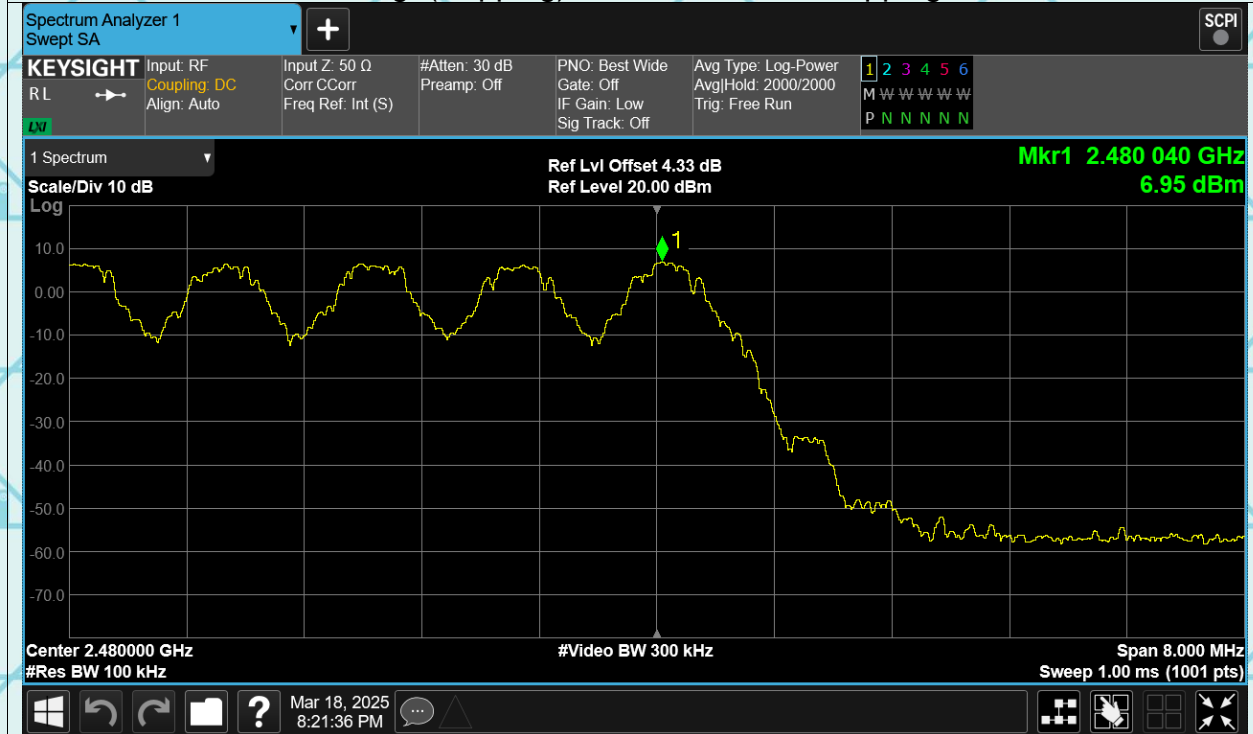 Spectrum Analyzer 1
Swept SA
SCPI
KEYSIGHT
RL
LXI
Input: RF
Coupling: DC
Align: Auto
Input Z: 50 Ω
Corr CCorr
Freq Ref: Int (S)
#Atten: 30 dB
Preamp: Off
PNO: Best Wide
Gate: Off
IF Gain: Low
Sig Track: Off
Avg Type: Log-Power
Avg|Hold: 2000/2000
Trig: Free Run
1 2 3 4 5 6
M W W W W W
P N N N N N
1 Spectrum
Scale/Div 10 dB
Log
Ref Lvl Offset 4.33 dB
Ref Level 20.00 dBm
Mkr1 2.480 040 GHz
6.95 dBm
1
10.0
0.00
-10.0
-20.0
-30.0
-40.0
-50.0
-60.0
-70.0
Center 2.480000 GHz
#Video BW 300 kHz
Span 8.000 MHz
#Res BW 100 kHz
Sweep 1.00 ms (1001 pts)
?
Mar 18, 2025
8:21:36 PM